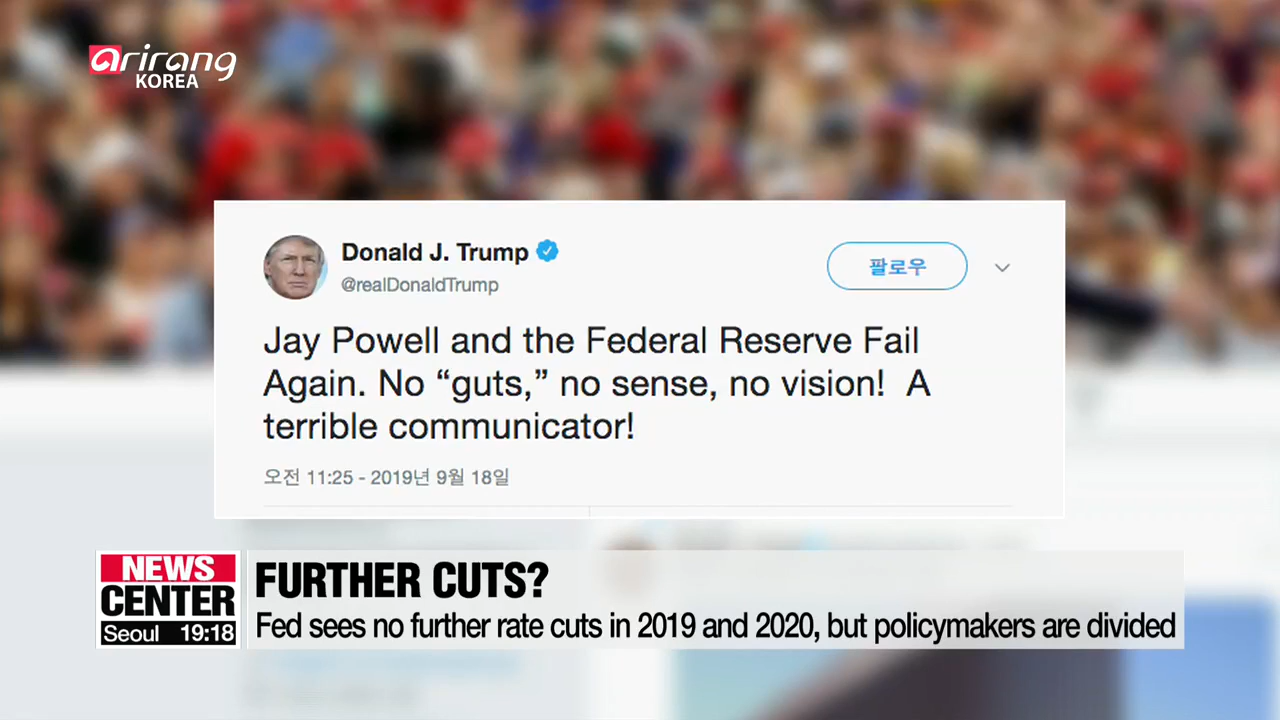 arirang
KOREA
Donald J. Trump
@realDonaldTrump
팔로우
Jay Powell and the Federal Reserve Fail
Again. No “guts,” no sense, no vision!  A
terrible communicator!
오전 11:25 - 2019년 9월 18일
NEWS
CENTER
Seoul 19:18
FURTHER CUTS?
Fed sees no further rate cuts in 2019 and 2020, but policymakers are divided